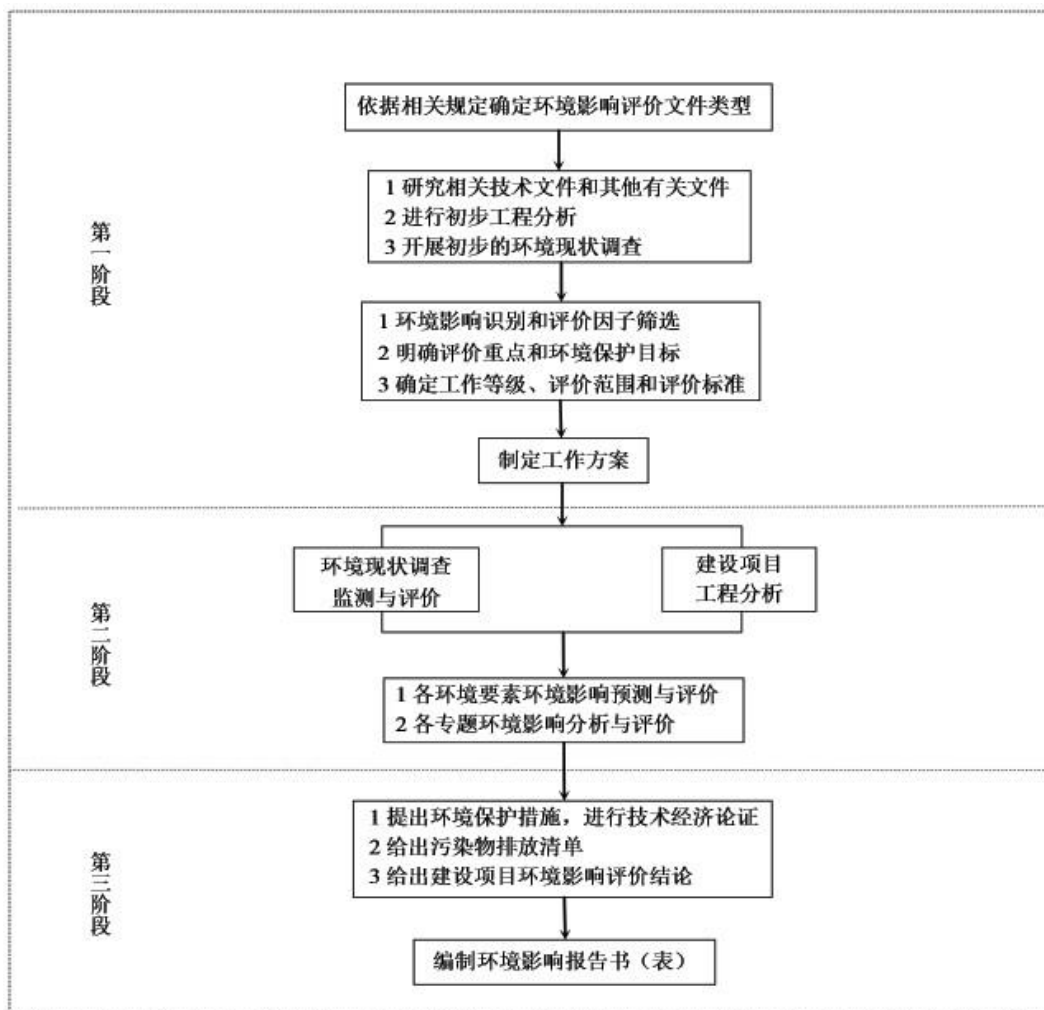 依据相关规定确定环境影响评价文件类型
1 研究相关技术文件和其他有关文件
2 进行初步工程分析
3 开展初步的环境现状调查
第一阶段
1 环境影响识别和评价因子筛选
2 明确评价重点和环境保护目标
3 确定工作等级、评价范围和评价标准
制定工作方案
环境现状调查
监测与评价
建设项目
工程分析
第二阶段
1 各环境要素环境影响预测与评价
2 各专题环境影响分析与评价
1 提出环境保护措施，进行技术经济论证
2 给出污染物排放清单
3 给出建设项目环境影响评价结论
第三阶段
编制环境影响报告书（表）